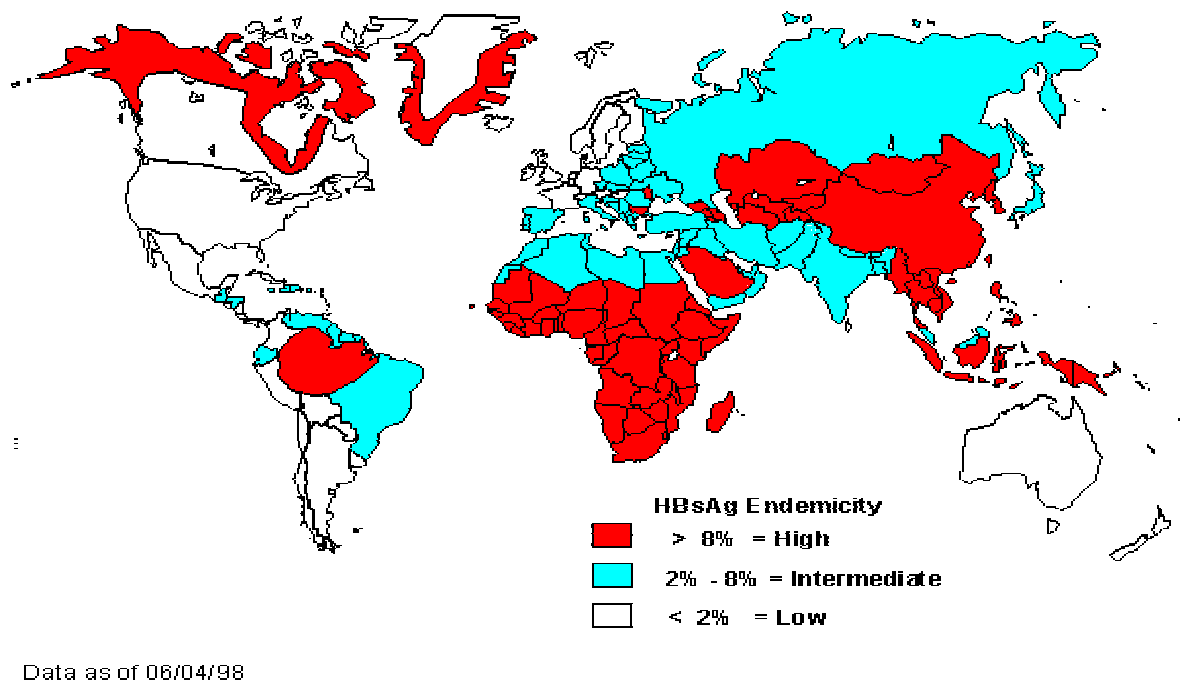 HBsAg Endemicity
> 8% = High
2% - 8% = Intermediate
< 2% = Low
Data as of 06/04/98